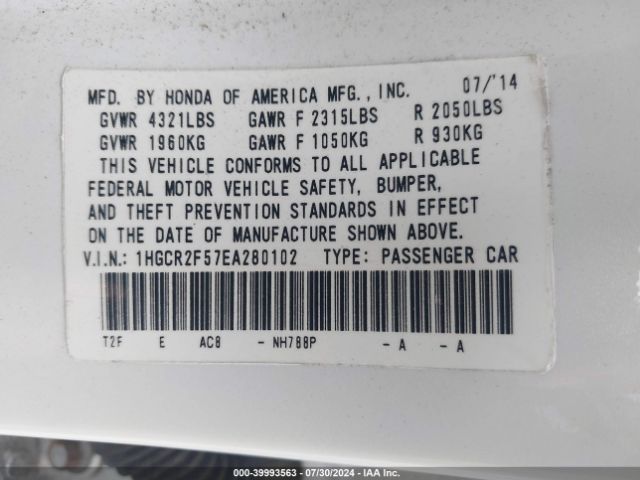 MFD. BY HONDA OF AMERICA MFG., INC. 07/'14
GVWR 4321LBS GAWR F 2315LBS R 2050LBS
GVWR 1960KG GAWR F 1050KG R 930KG
THIS VEHICLE CONFORMS TO ALL APPLICABLE
FEDERAL MOTOR VEHICLE SAFETY, BUMPER,
AND THEFT PREVENTION STANDARDS IN EFFECT
ON THE DATE OF MANUFACTURE SHOWN ABOVE.
V.I.N.: 1HGCR2F57EA280102 TYPE: PASSENGER CAR
T2F E AC8 - NH788P - A - A
000-39993563 - 07/30/2024 - IAA Inc.